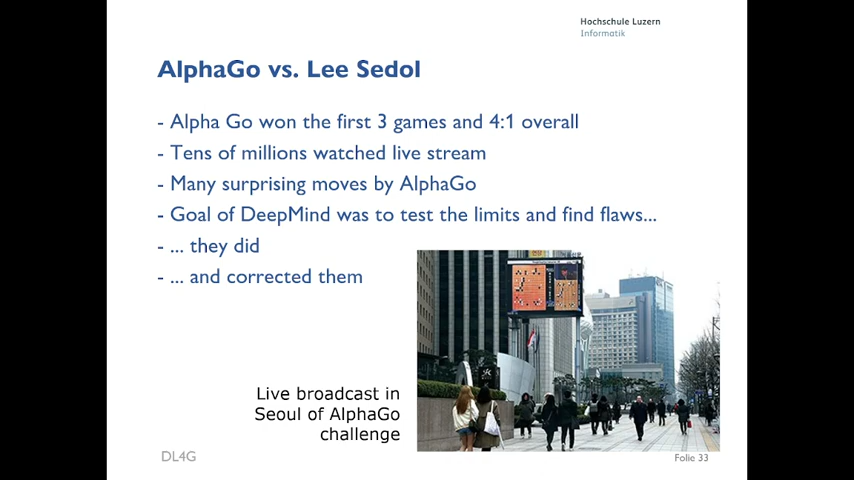 Hochschule Luzern
Informatik
AlphaGo vs. Lee Sedol
- Alpha Go won the first 3 games and 4:1 overall
- Tens of millions watched live stream
- Many surprising moves by AlphaGo
- Goal of DeepMind was to test the limits and find flaws...
- ... they did
- ... and corrected them
Live broadcast in
Seoul of AlphaGo
challenge
DL4G
Folie 33